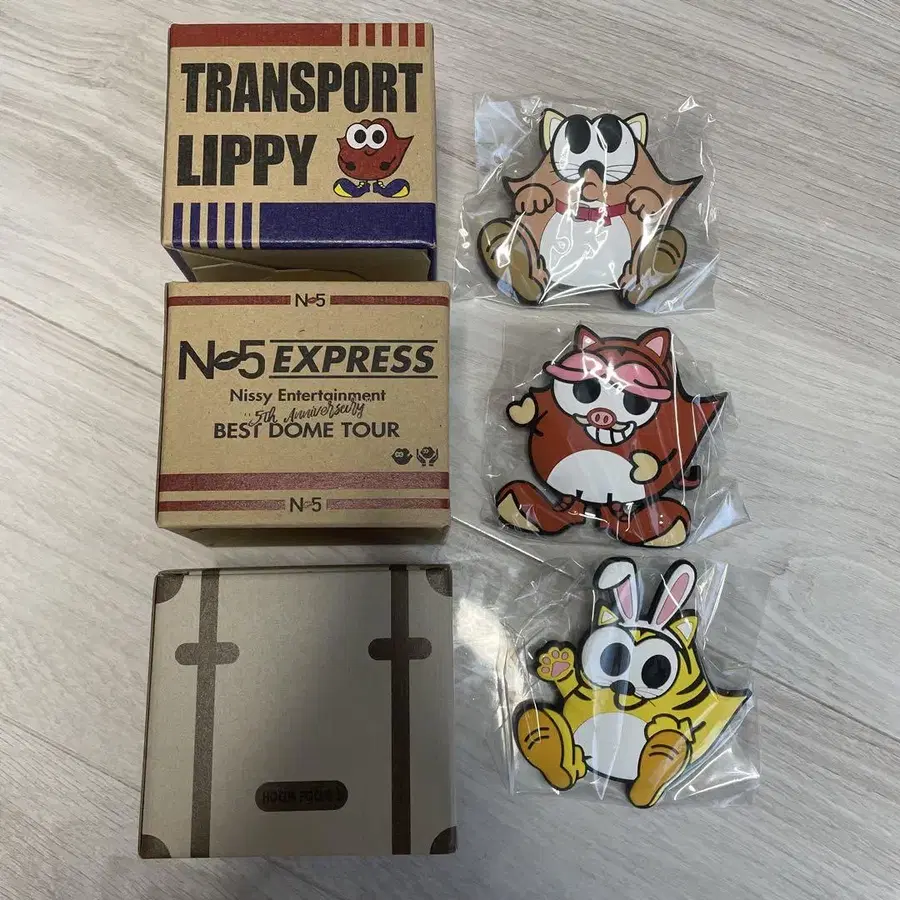 TRANSPORT
LIPPY
N5
N5 EXPRESS
Nissy Entertainment
"5th Anniversary
BEST DOME TOUR
N5